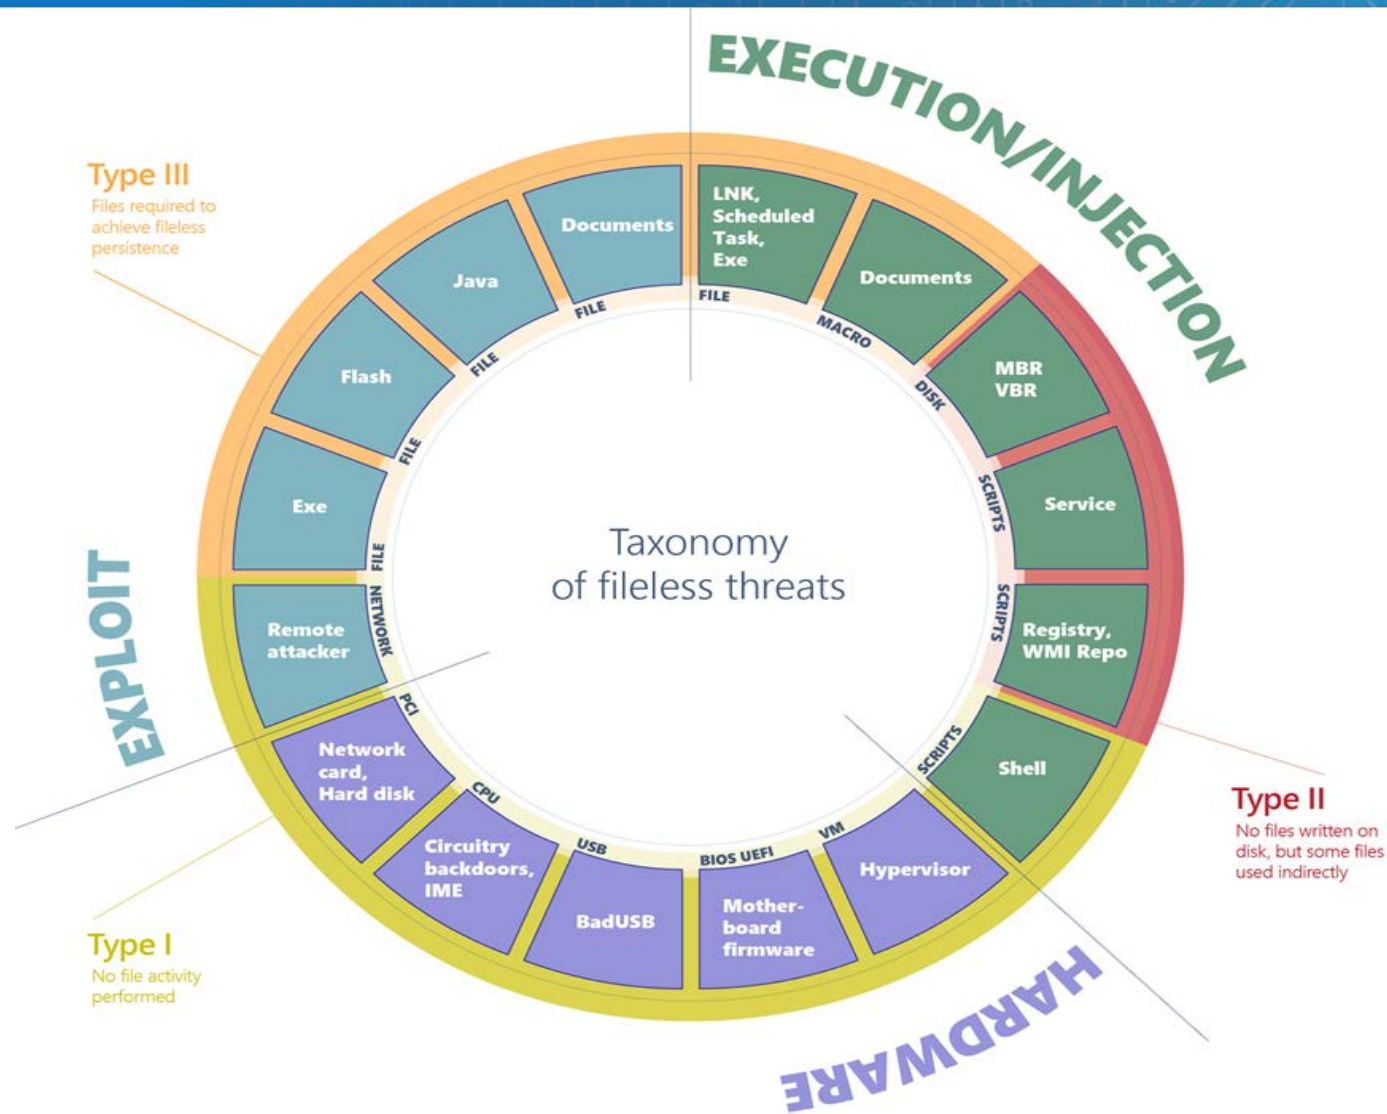 EXECUTION/INJECTION
Type III
Files required to
achieve fileless
persistence
Documents
LNK,
Scheduled
Task,
Exe
Java
Documents
FILE
FILE
MACRO
Flash
FILE
DISK
MBR
VBR
FILE
Exe
FILE
SCRIPTS
Service
Taxonomy
of fileless threats
EXPLOIT
Remote
attacker
NETWORK
SCRIPTS
Registry,
WMI Repo
PCI
Network
card,
Hard disk
SCRIPTS
Shell
CPU
Circuitry
backdoors,
IME
USB
BadUSB
BIOS UEFI
Mother-
board
firmware
VM
Hypervisor
Type II
No files written on
disk, but some files
used indirectly
Type I
No file activity
performed
HARDWARE